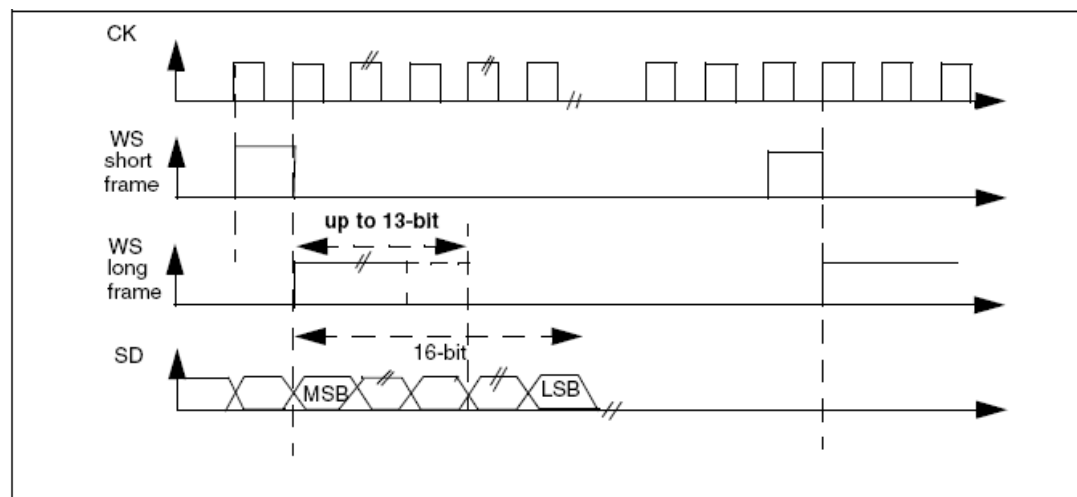 CK
WS
short
frame
up to 13-bit
WS
long
frame
16-bit
SD
MSB
LSB